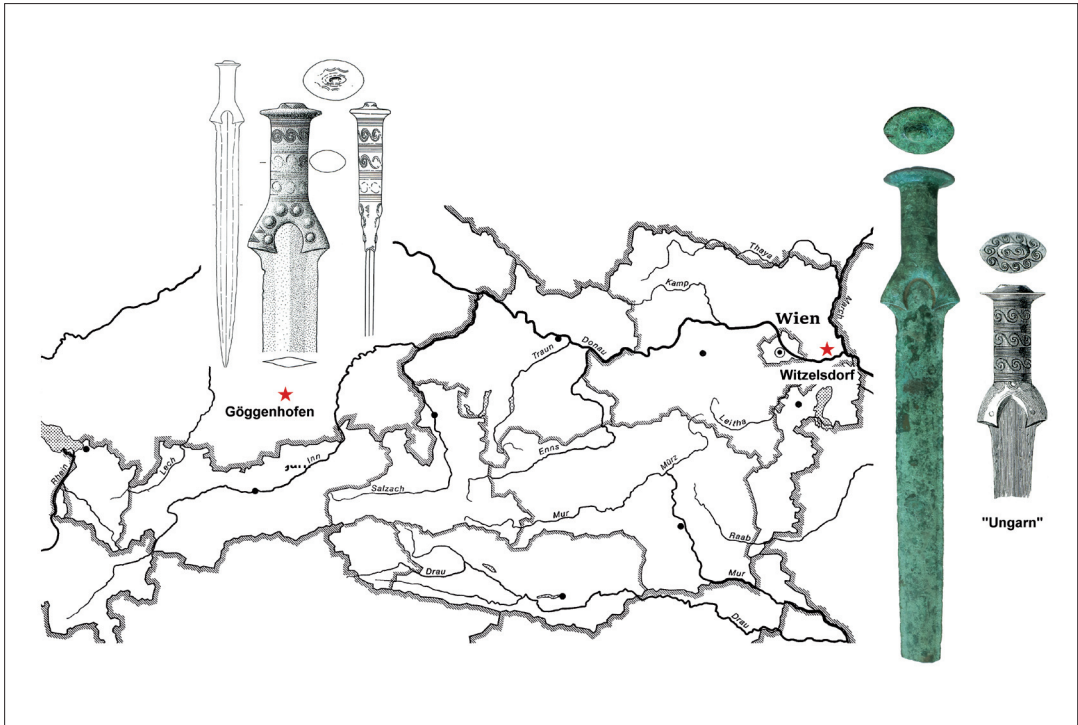 Thaya
Kamp
March
Wien
Donau
Traun
Witzelsdorf
Göggenhofen
Leitha
Enns
Mürz
Rhein
Lech
Inn
Salzach
"Ungarn"
Mur
Raab
Drau
Mur
Drau